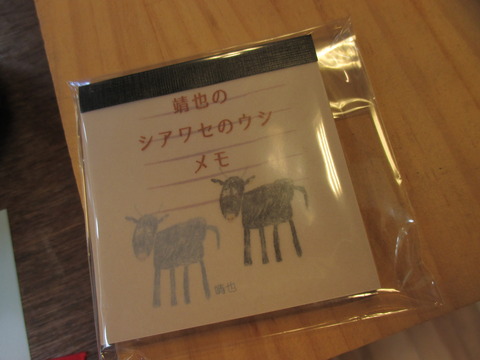 靖也の
シアワセのウシ
メモ
靖也